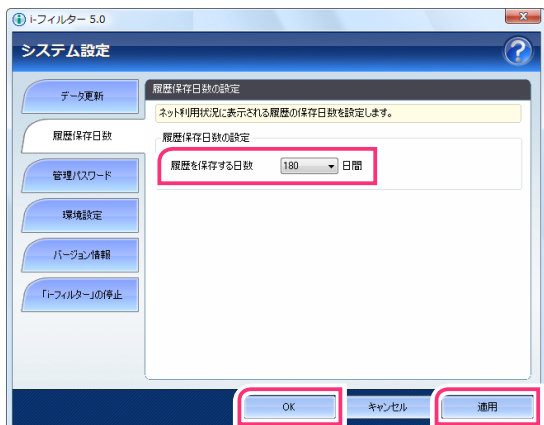 i-フィルター 5.0
システム設定
?
データ更新
履歴保存日数
管理パスワード
環境設定
バージョン情報
「i-フィルター」の停止
履歴保存日数の設定
ネット利用状況に表示される履歴の保存日数を設定します。
履歴保存日数の設定
履歴を保存する日数 180 日間
OK キャンセル 適用